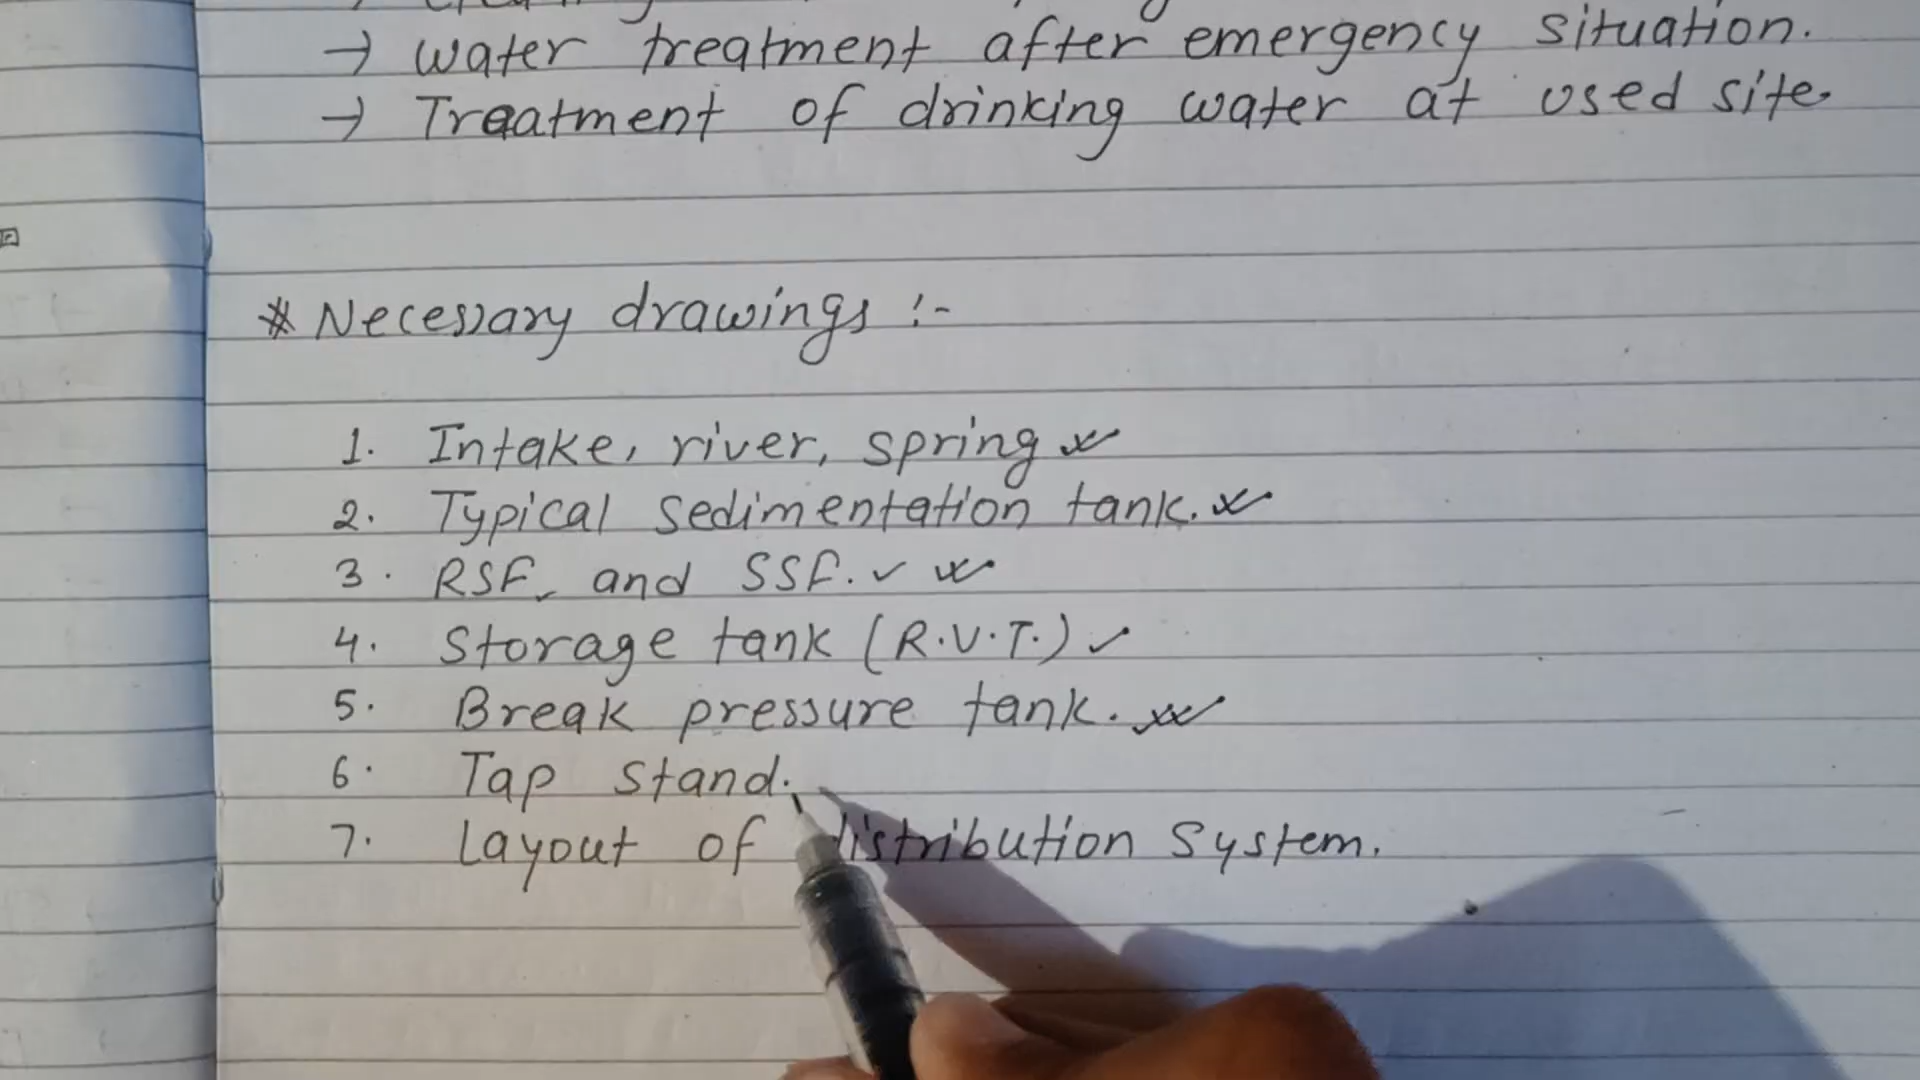 → water treatment after emergency situation.
→ Treatment of drinking water at used site.
* Necessary drawings :-
1. Intake, river, spring
2. Typical sedimentation tank.
3. RSF, and SSF.
4. Storage tank (R.V.T.)
5. Break pressure tank.
6. Tap stand.
7. Layout of distribution system.